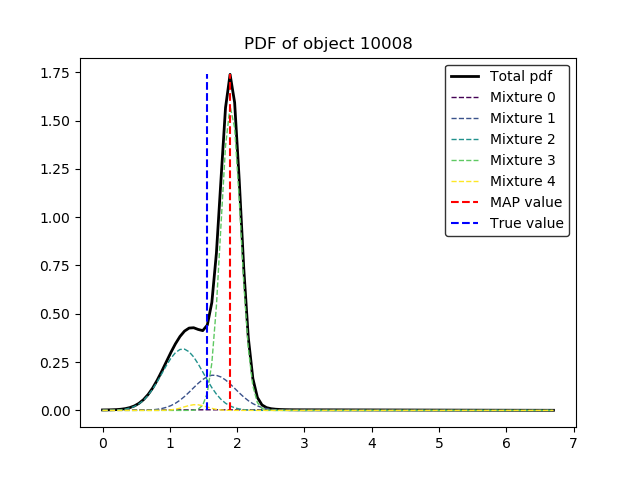 PDF of object 10008
Total pdf
Mixture 0
Mixture 1
Mixture 2
Mixture 3
Mixture 4
MAP value
True value
1.75
1.50
1.25
1.00
0.75
0.50
0.25
0.00
0 1 2 3 4 5 6 7